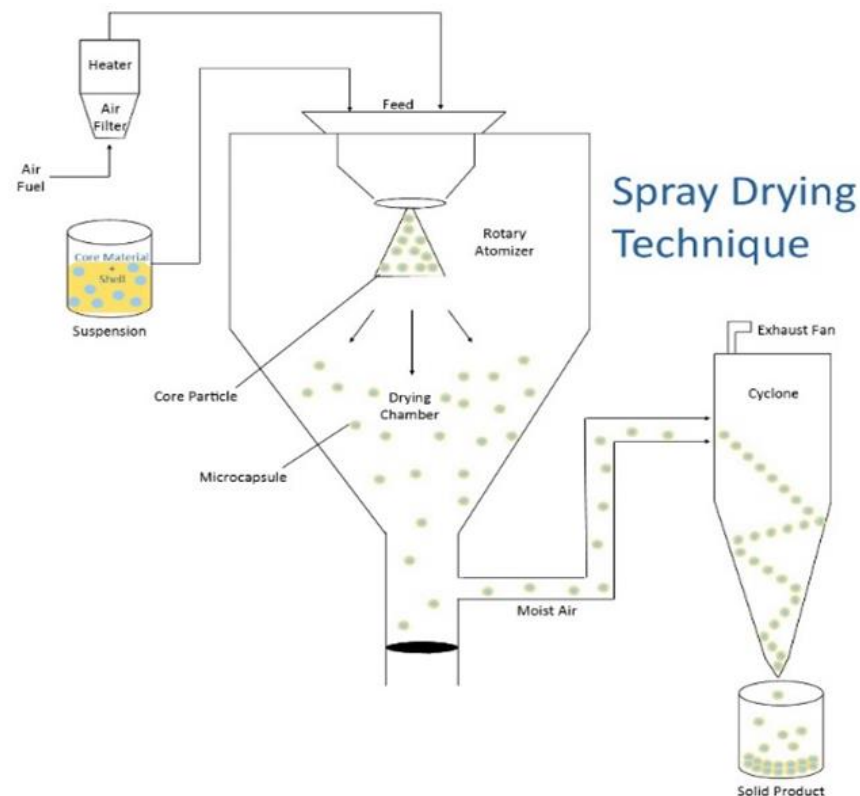 Heater
Air
Filter
Air
Fuel
Feed
Core Material
+
Shell
Suspension
Rotary
Atomizer
Spray Drying
Technique
Core Particle
Drying
Chamber
Microcapsule
Moist Air
Exhaust Fan
Cyclone
Solid Product